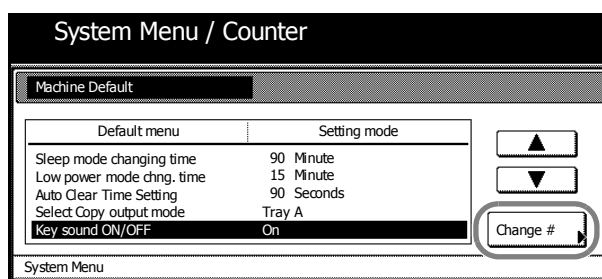 System Menu / Counter
Machine Default
Default menu Setting mode
Sleep mode changing time 90 Minute
Low power mode chng. time 15 Minute
Auto Clear Time Setting 90 Seconds
Select Copy output mode Tray A
Key sound ON/OFF On
Change #
System Menu